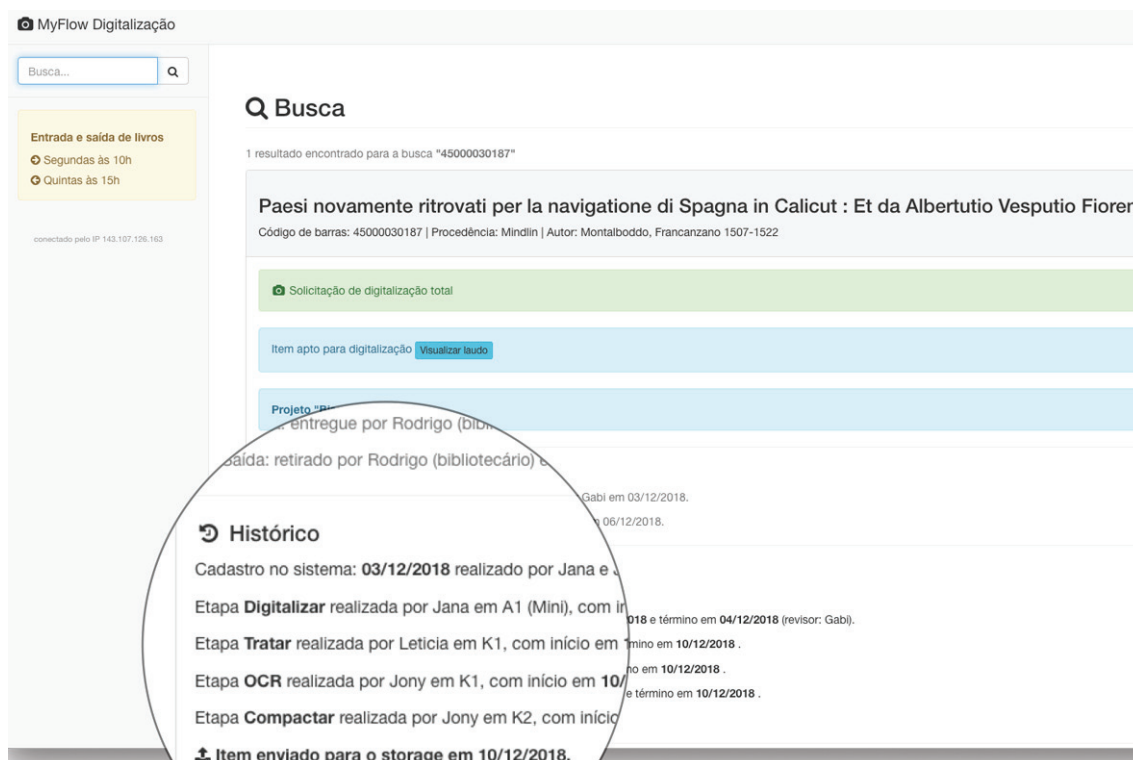 MyFlow Digitalização
Busca...
Entrada e saída de livros
Segundas às 10h
Quintas às 15h
conectado pelo IP 143.107.126.163
Busca
1 resultado encontrado para a busca "45000030187"
Paesi novamente ritrovati per la navigatione di Spagna in Calicut : Et da Albertutio Vesputio Fioren
Código de barras: 45000030187 | Procedência: Mindlin | Autor: Montalboddo, Francanzano 1507-1522
Solicitação de digitalização total
Item apto para digitalização Visualizar laudo
Projeto
entregue por Rodrigo
Saída: retirado por Rodrigo (bibliotecário)
Gabi em 03/12/2018.
06/12/2018.
Histórico
Cadastro no sistema: 03/12/2018 realizado por Jana e
Etapa Digitalizar realizada por Jana em A1 (Mini), com
018 e término em 04/12/2018 (revisor: Gabi).
Etapa Tratar realizada por Leticia em K1, com início em
mino em 10/12/2018 .
Etapa OCR realizada por Jony em K1, com início em 10/
no em 10/12/2018 .
Etapa Compactar realizada por Jony em K2, com início
e término em 10/12/2018 .
Item enviado para o storage em 10/12/2018.